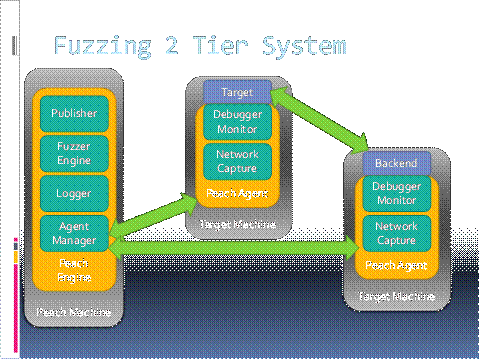 Fuzzing 2 Tier System
Publisher
Fuzzer
Engine
Logger
Agent
Manager
Peach
Engine
Peach Machine
Target
Debugger
Monitor
Network
Capture
Peach Agent
Target Machine
Backend
Debugger
Monitor
Network
Capture
Peach Agent
Target Machine